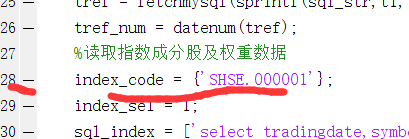 25 — tref = fetchmysql(sprintf(sql_str,t1,
26 — tref_num = datenum(tref);
27 %读取指数成分股及权重数据
28 — index_code = {'SHSE.000001'};
29 — index_sel = 1;
30 — sql_index = ['select tradingdate,symb